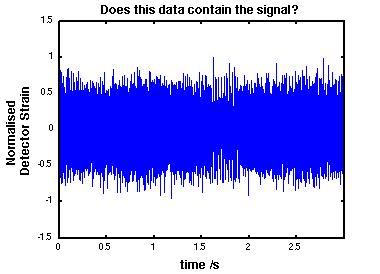 Does this data contain the signal?
1.5
1
0.5
0
-0.5
-1
-1.5
Normalised
Detector Strain
0 0.5 1 1.5 2 2.5
time /s